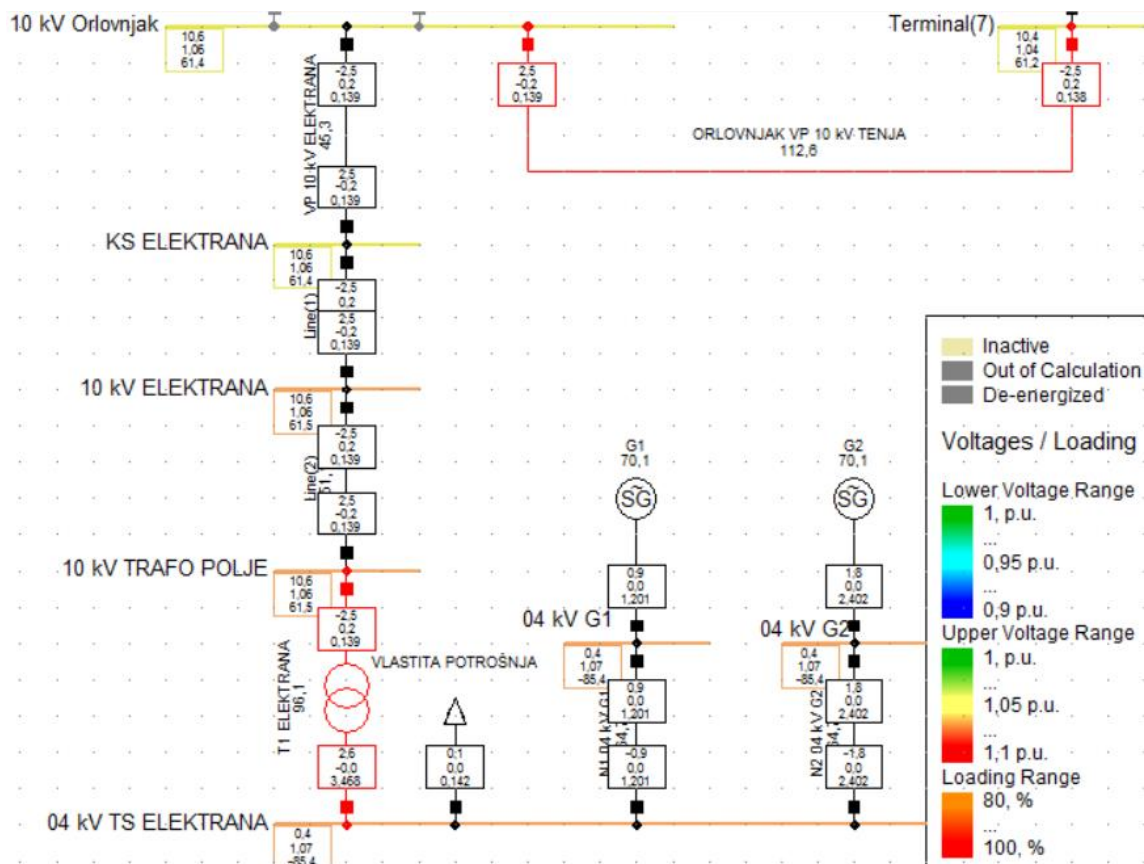 10 kV Orlovnjak
10,6
1,06
61,4
-2,5
0,2
0,139
VP 10 kV ELEKTRANA
45,3
2,5
-0,2
0,139
2,5
-0,2
0,139
ORLOVNJAK VP 10 kV TENJA
112,6
Terminal(7)
10,4
1,04
61,2
-2,5
0,2
0,138
KS ELEKTRANA
10,6
1,06
61,4
-2,5
0,2
Line(1)
2,5
-0,2
0,139
10 kV ELEKTRANA
10,6
1,06
61,5
-2,5
0,2
0,139
Line(2)
2,5
-0,2
0,139
10 kV TRAFO POLJE
10,6
1,06
61,5
-2,5
0,2
0,139
T1 ELEKTRANA
96,1
2,6
-0,0
3,468
VLASTITA POTROŠNJA
0,1
0,0
0,142
G1
70,1
SG
0,9
0,0
1,201
04 kV G1
0,4
1,07
-85,4
0,9
0,0
1,201
N1 04 kV G1
-0,9
0,0
1,201
G2
70,1
SG
1,8
0,0
2,402
04 kV G2
0,4
1,07
-85,4
1,8
0,0
2,402
N2 04 kV G2
-1,8
0,0
2,402
04 kV TS ELEKTRANA
0,4
1,07
-85,4
Inactive
Out of Calculation
De-energized
Voltages / Loading
Lower Voltage Range
1, p.u.
...
0,95 p.u.
...
0,9 p.u.
Upper Voltage Range
1, p.u.
...
1,05 p.u.
...
1,1 p.u.
Loading Range
80, %
...
100, %